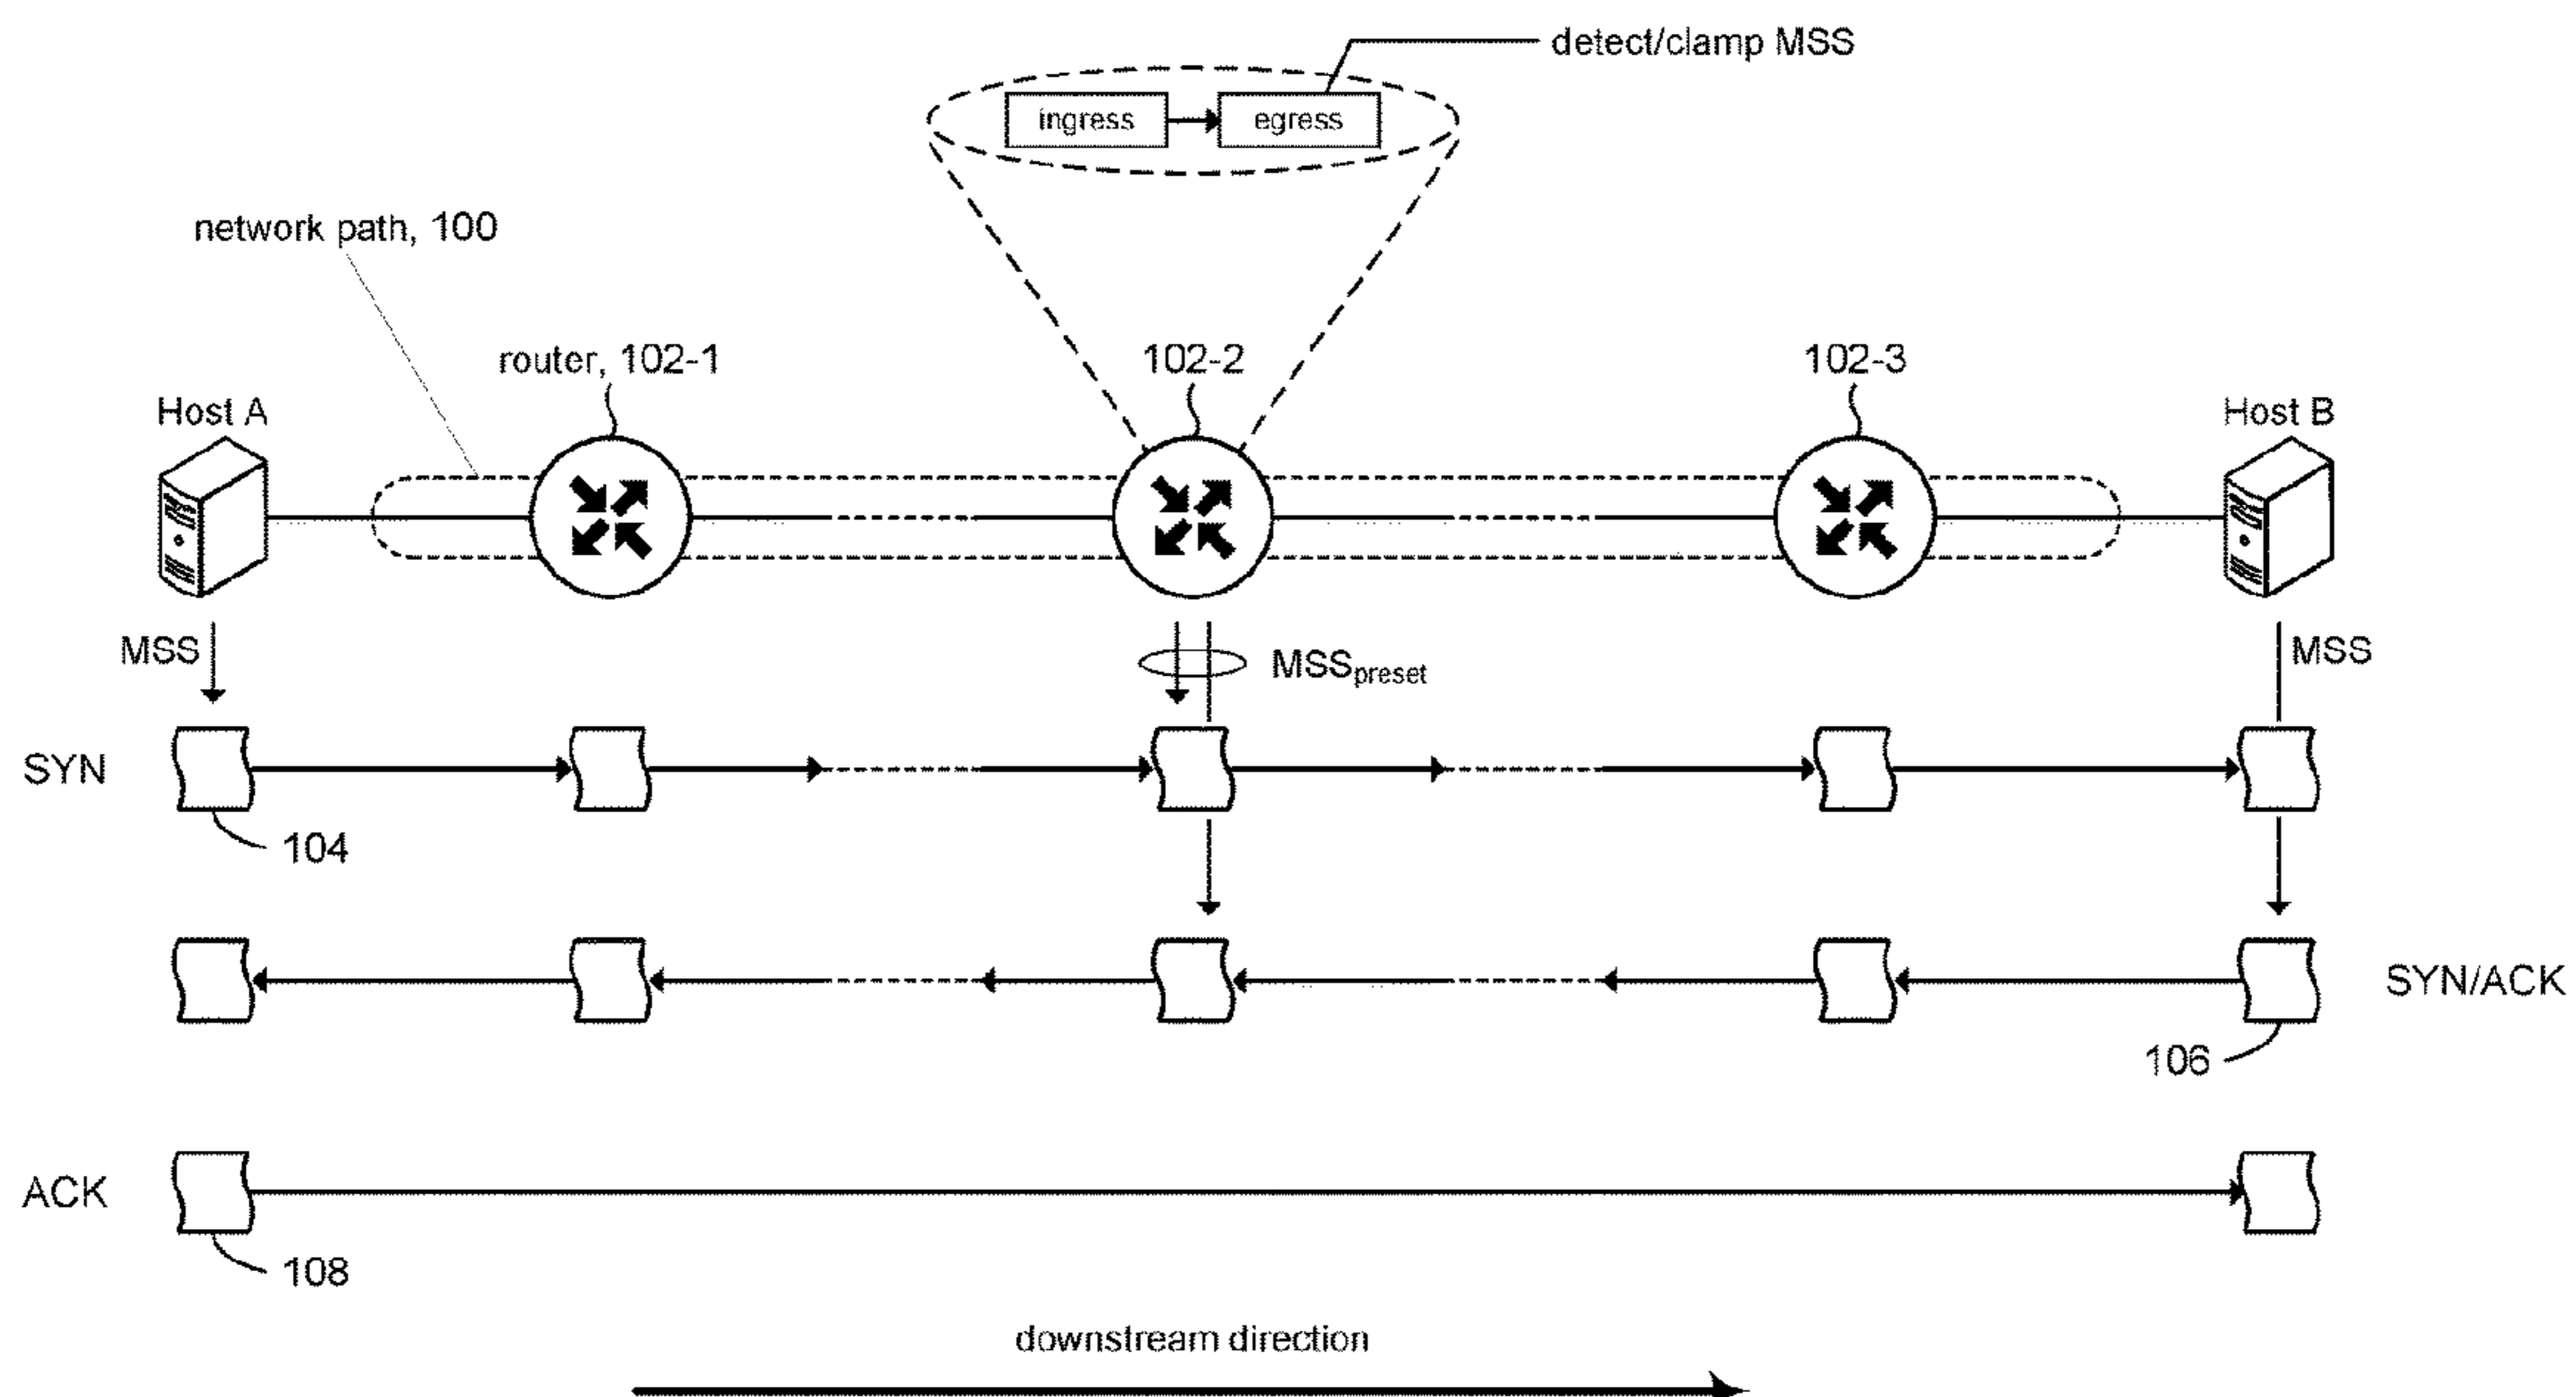 detect/clamp MSS
ingress
egress
network path, 100
router, 102-1
102-2
102-3
Host A
Host B
MSS
MSSpreset
MSS
SYN
104
SYN/ACK
106
ACK
108
downstream direction